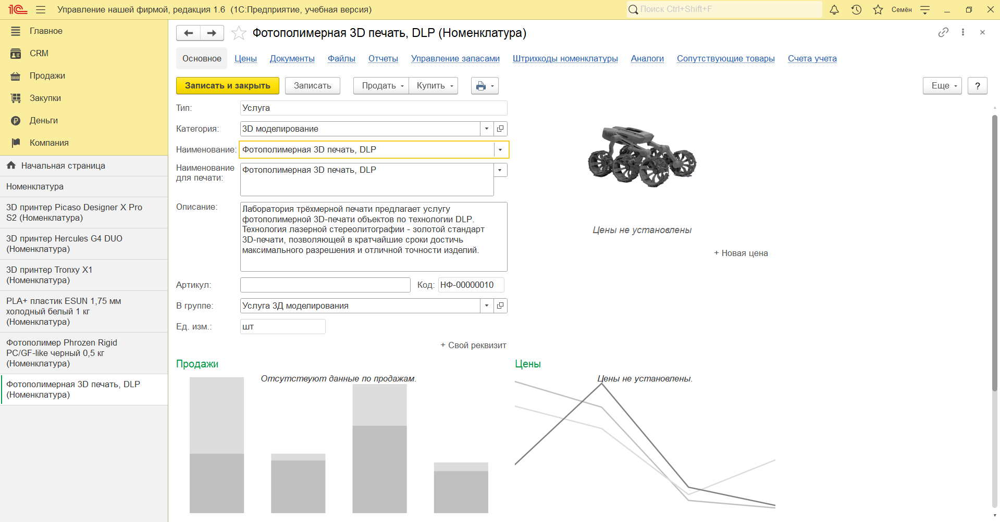 1С Управление нашей фирмой, редакция 1.6 (1С:Предприятие, учебная версия)
Поиск Ctrl+Shift+F
Семён
Главное
CRM
Продажи
Закупки
Деньги
Компания
Начальная страница
Номенклатура
3D принтер Picaso Designer X Pro
S2 (Номенклатура)
3D принтер Hercules G4 DUO
(Номенклатура)
3D принтер Tronxy X1
(Номенклатура)
PLA+ пластик ESUN 1,75 мм
холодный белый 1 кг
(Номенклатура)
Фотополимер Phrozen Rigid
PC/GF-like черный 0,5 кг
(Номенклатура)
Фотополимерная 3D печать, DLP
(Номенклатура)
Фотополимерная 3D печать, DLP (Номенклатура)
Основное Цены Документы Файлы Отчеты Управление запасами Штрихкоды номенклатуры Аналоги Сопутствующие товары Счета учета
Записать и закрыть Записать Продать Купить Еще ?
Тип: Услуга
Категория: 3D моделирование
Наименование: Фотополимерная 3D печать, DLP
Наименование
для печати:
Фотополимерная 3D печать, DLP
Описание:
Лаборатория трёхмерной печати предлагает услугу
фотополимерной 3D-печати объектов по технологии DLP.
Технология лазерной стереолитографии - золотой стандарт
3D-печати, позволяющей в кратчайшие сроки достичь
максимального разрешения и отличной точности изделий.
Артикул: Код: НФ-00000010
В группе: Услуга 3Д моделирования
Ед. изм.: шт
+ Свой реквизит
Цены не установлены
+ Новая цена
Продажи
Отсутствуют данные по продажам.
Цены
Цены не установлены.